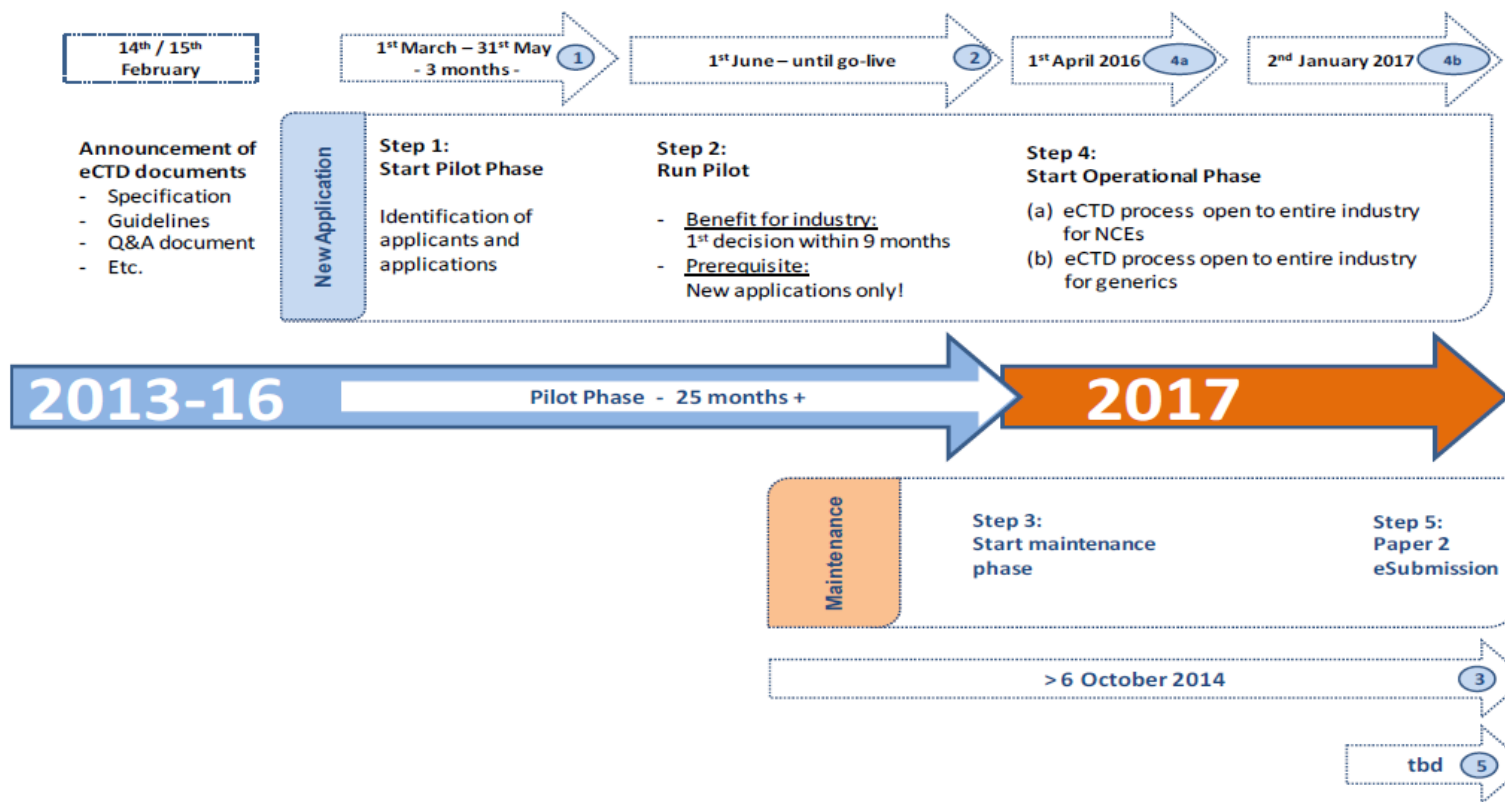 14th / 15th
February
1st March – 31st May
- 3 months -
1
1st June – until go-live
2
1st April 2016
4a
2nd January 2017
4b
Announcement of
eCTD documents
- Specification
- Guidelines
- Q&A document
- Etc.
New Application
Step 1:
Start Pilot Phase
Identification of
applicants and
applications
Step 2:
Run Pilot
- Benefit for industry:
1st decision within 9 months
- Prerequisite:
New applications only!
Step 4:
Start Operational Phase
(a) eCTD process open to entire industry
for NCEs
(b) eCTD process open to entire industry
for generics
2013-16
Pilot Phase - 25 months +
2017
Maintenance
Step 3:
Start maintenance
phase
Step 5:
Paper 2
eSubmission
> 6 October 2014
3
tbd
5